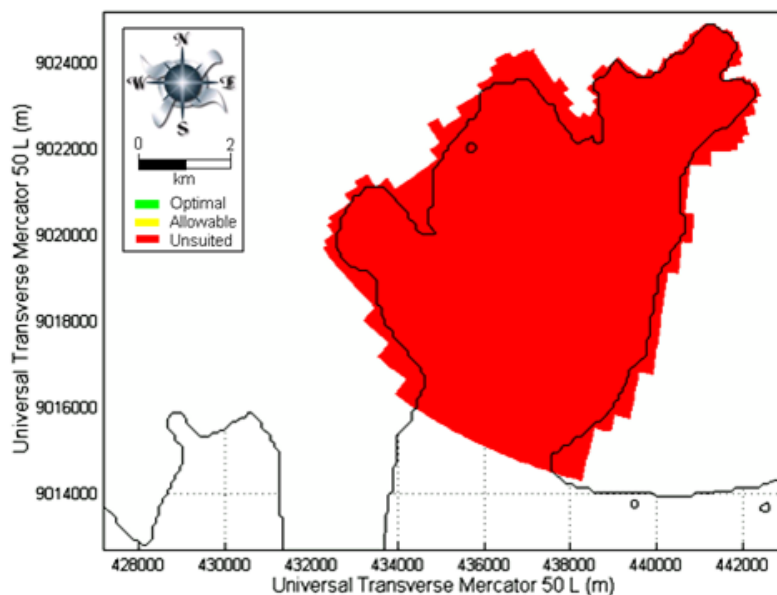 N
W E
S
0 2
km
Optimal
Allowable
Unsuited
Universal Transverse Mercator 50 L (m)
9024000
9022000
9020000
9018000
9016000
9014000
428000 430000 432000 434000 436000 438000 440000 442000
Universal Transverse Mercator 50 L (m)